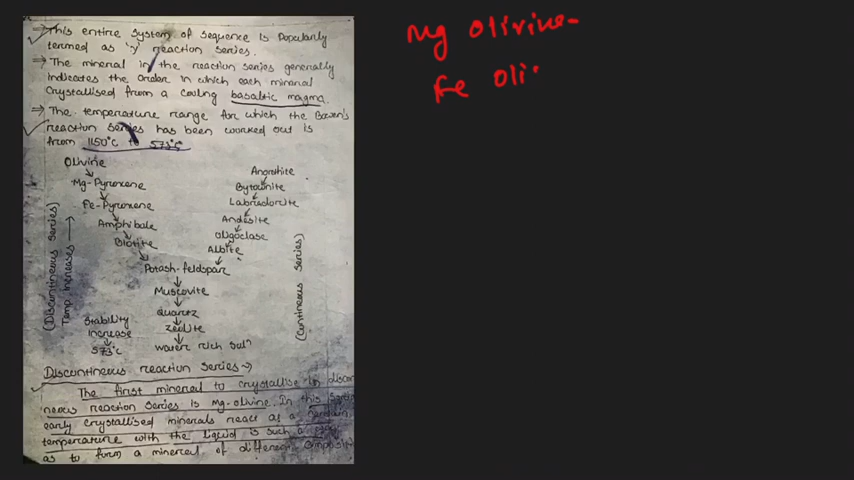 → This entire system of sequence is popularly
termed as 'y' reaction series.
⇒ The mineral in the reaction series generally
indicates the order in which each mineral
crystallised from a cooling basaltic magma.
⇒ The temperature range for which the Bowen's
reaction series has been worked out is
from 1150°c to 573°c
Olivine
Mg-Pyroxene
Fe-Pyroxene
Amphibole
Biotite
Anorthite
Bytownite
Labradorite
Andesite
Oligoclase
Albite
Potash-feldspar
Muscovite
Quartz
Zeolite
water rich solⁿ
(Discontinuous Series)
Temp increases →
(Continuous Series)
Stability
increase
573°c
Discontineous reaction series →
The first mineral to crystallise in discon
neous reaction series is Mg-olivine. In this series
early crystallised minerals react at a
temperature with the liquid is such a way
as to form a mineral of different compositi
Mg olivine-
Fe oli